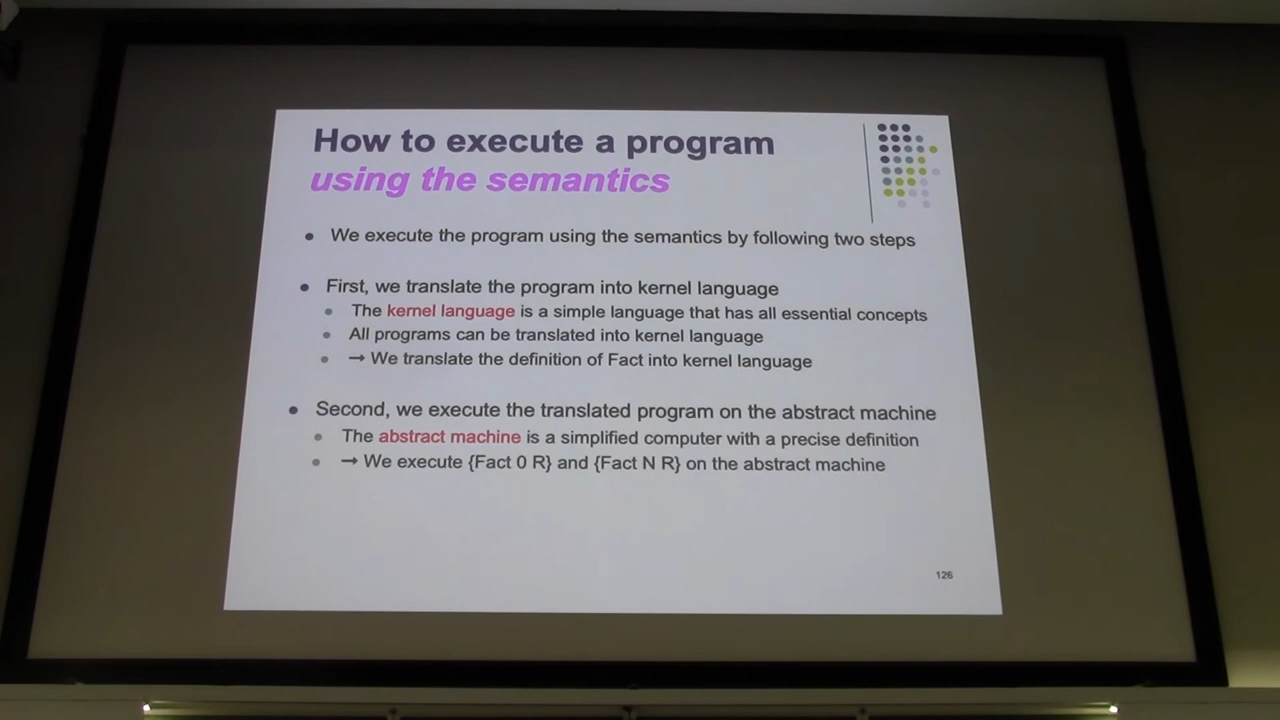 How to execute a program
using the semantics
• We execute the program using the semantics by following two steps
• First, we translate the program into kernel language
• The kernel language is a simple language that has all essential concepts
• All programs can be translated into kernel language
• → We translate the definition of Fact into kernel language
• Second, we execute the translated program on the abstract machine
• The abstract machine is a simplified computer with a precise definition
• → We execute {Fact 0 R} and {Fact N R} on the abstract machine
126